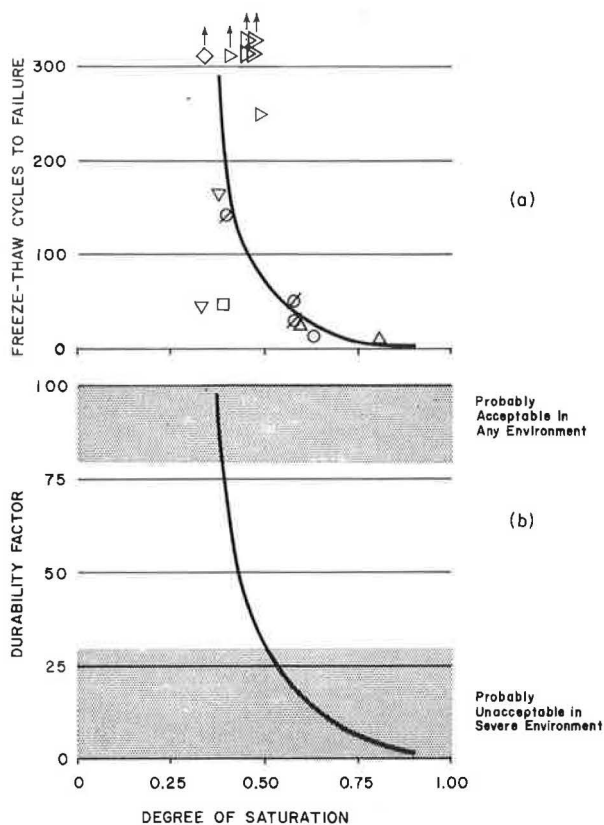 FREEZE-THAW CYCLES TO FAILURE
300
200
100
0
(a)
DURABILITY FACTOR
100
75
50
25
0
Probably
Acceptable in
Any Environment
(b)
Probably
Unacceptable in
Severe Environment
0
0.25
0.50
0.75
1.00
DEGREE OF SATURATION